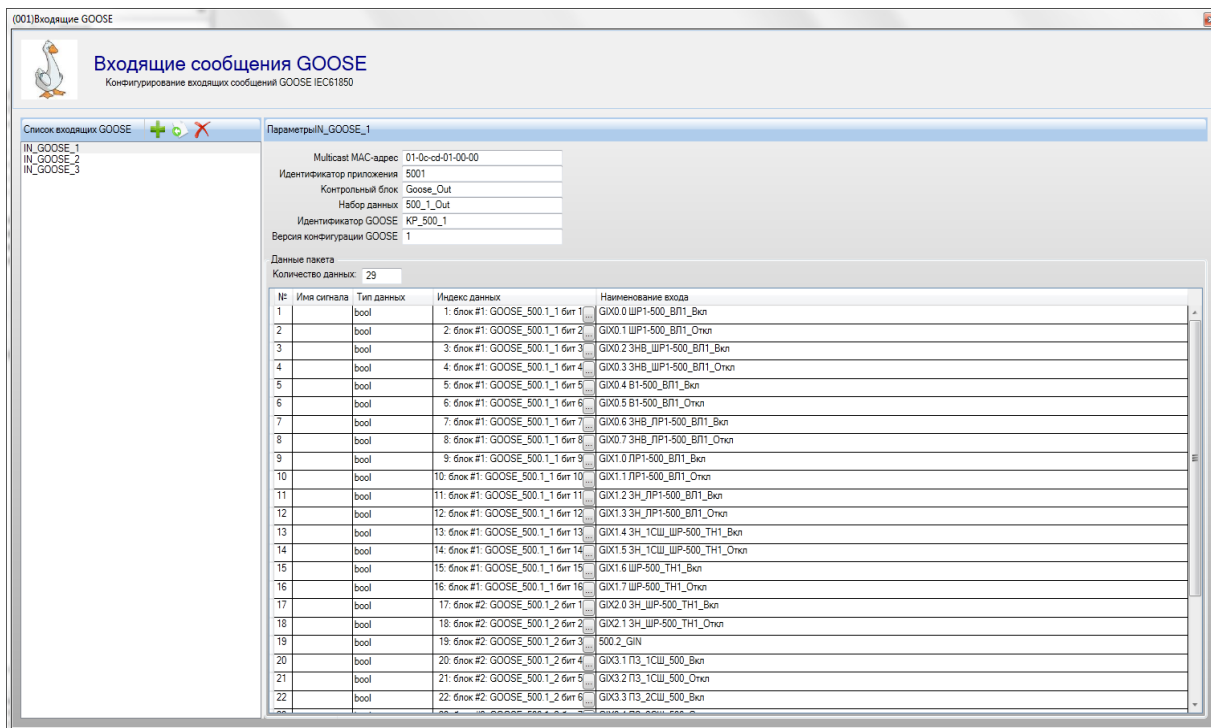 (001)Входящие GOOSE
Входящие сообщения GOOSE
Конфигурирование входящих сообщений GOOSE IEC61850
Список входящих GOOSE
IN_GOOSE_1
IN_GOOSE_2
IN_GOOSE_3
ПараметрыIN_GOOSE_1
Multicast MAC-адрес 01-0c-cd-01-00-00
Идентификатор приложения 5001
Контрольный блок Goose_Out
Набор данных 500_1_Out
Идентификатор GOOSE KP_500_1
Версия конфигурации GOOSE 1
Данные пакета
Количество данных: 29
№ Имя сигнала Тип данных Индекс данных Наименование входа
1 bool 1: блок #1: GOOSE_500.1_1 бит 1 ... GIX0.0 ШР1-500_ВЛ1_Вкл
2 bool 2: блок #1: GOOSE_500.1_1 бит 2 ... GIX0.1 ШР1-500_ВЛ1_Откл
3 bool 3: блок #1: GOOSE_500.1_1 бит 3 ... GIX0.2 ЗНВ_ШР1-500_ВЛ1_Вкл
4 bool 4: блок #1: GOOSE_500.1_1 бит 4 ... GIX0.3 ЗНВ_ШР1-500_ВЛ1_Откл
5 bool 5: блок #1: GOOSE_500.1_1 бит 5 ... GIX0.4 В1-500_ВЛ1_Вкл
6 bool 6: блок #1: GOOSE_500.1_1 бит 6 ... GIX0.5 В1-500_ВЛ1_Откл
7 bool 7: блок #1: GOOSE_500.1_1 бит 7 ... GIX0.6 ЗНВ_ЛР1-500_ВЛ1_Вкл
8 bool 8: блок #1: GOOSE_500.1_1 бит 8 ... GIX0.7 ЗНВ_ЛР1-500_ВЛ1_Откл
9 bool 9: блок #1: GOOSE_500.1_1 бит 9 ... GIX1.0 ЛР1-500_ВЛ1_Вкл
10 bool 10: блок #1: GOOSE_500.1_1 бит 10 ... GIX1.1 ЛР1-500_ВЛ1_Откл
11 bool 11: блок #1: GOOSE_500.1_1 бит 11 ... GIX1.2 ЗН_ЛР1-500_ВЛ1_Вкл
12 bool 12: блок #1: GOOSE_500.1_1 бит 12 ... GIX1.3 ЗН_ЛР1-500_ВЛ1_Откл
13 bool 13: блок #1: GOOSE_500.1_1 бит 13 ... GIX1.4 ЗН_1СШ_ШР-500_ТН1_Вкл
14 bool 14: блок #1: GOOSE_500.1_1 бит 14 ... GIX1.5 ЗН_1СШ_ШР-500_ТН1_Откл
15 bool 15: блок #1: GOOSE_500.1_1 бит 15 ... GIX1.6 ШР-500_ТН1_Вкл
16 bool 16: блок #1: GOOSE_500.1_1 бит 16 ... GIX1.7 ШР-500_ТН1_Откл
17 bool 17: блок #2: GOOSE_500.1_2 бит 1 ... GIX2.0 ЗН_ШР-500_ТН1_Вкл
18 bool 18: блок #2: GOOSE_500.1_2 бит 2 ... GIX2.1 ЗН_ШР-500_ТН1_Откл
19 bool 19: блок #2: GOOSE_500.1_2 бит 3 ... 500.2_GIN
20 bool 20: блок #2: GOOSE_500.1_2 бит 4 ... GIX3.1 ПЗ_1СШ_500_Вкл
21 bool 21: блок #2: GOOSE_500.1_2 бит 5 ... GIX3.2 ПЗ_1СШ_500_Откл
22 bool 22: блок #2: GOOSE_500.1_2 бит 6 ... GIX3.3 ПЗ_2СШ_500_Вкл